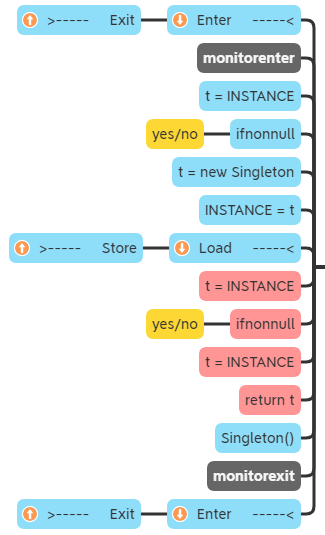 >----- Exit Enter -----<
monitorenter
t = INSTANCE
yes/no ifnonnull
t = new Singleton
INSTANCE = t
>----- Store Load -----<
t = INSTANCE
yes/no ifnonnull
t = INSTANCE
return t
Singleton()
monitorexit
>----- Exit Enter -----<